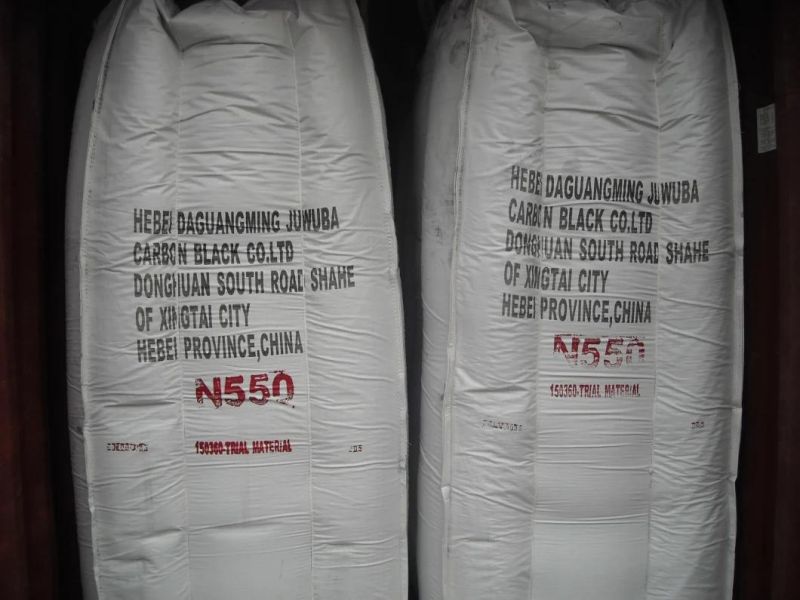 HEBEI DAGUANGMING JUWUBA
CARBON BLACK CO.LTD
DONGHUAN SOUTH ROAD SHAHE
OF XINGTAI CITY
HEBEI PROVINCE,CHINA
N550
150360-TRIAL MATERIAL
HEBEI DAGUANGMING JUWUBA
CARBON BLACK CO.LTD
DONGHUAN SOUTH ROAD SHAHE
OF XINGTAI CITY
HEBEI PROVINCE,CHINA
N550
150360-TRIAL MATERIAL